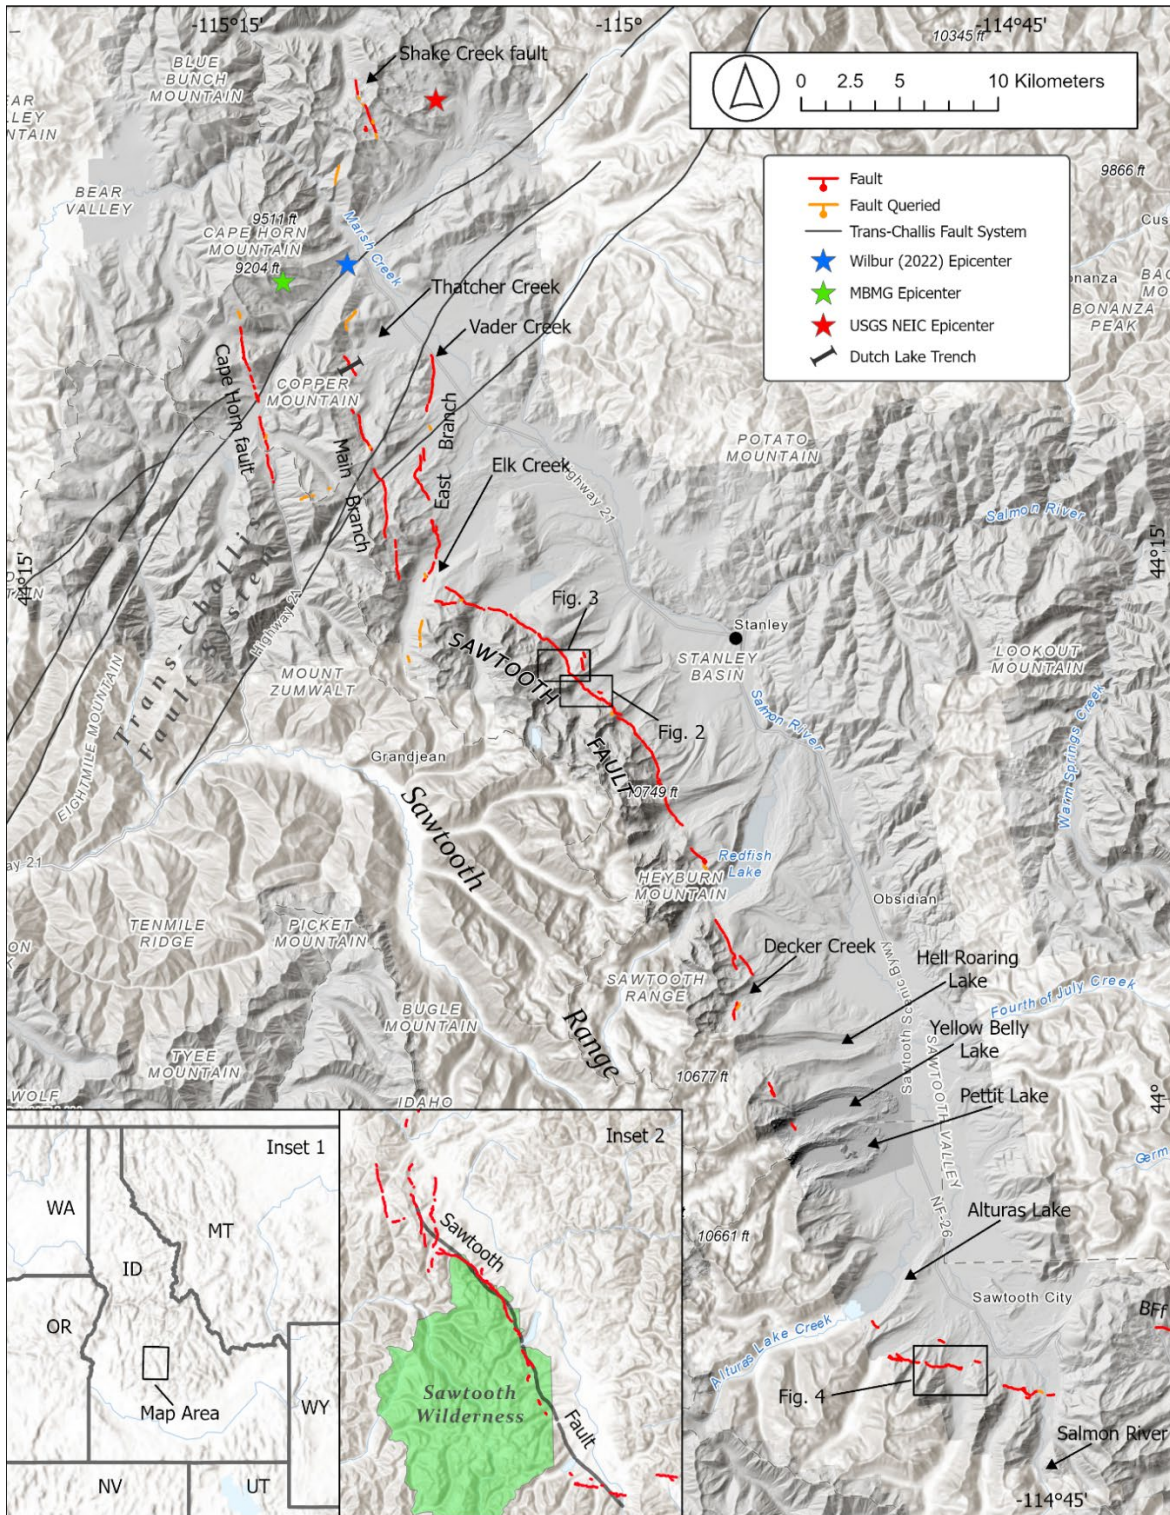 -115°15'
-115°
-114°45'
10345 ft
Shake Creek fault
BLUE
BUNCH
MOUNTAIN
0 2.5 5 10 Kilometers
Fault
Fault Queried
Trans-Challis Fault System
Wilbur (2022) Epicenter
MBMG Epicenter
USGS NEIC Epicenter
Dutch Lake Trench
9866 ft
BEAR
VALLEY
9511 ft
CAPE HORN
MOUNTAIN
9204 ft
Marsh Creek
Thatcher Creek
Vader Creek
BONANZA
PEAK
Cape Horn fault
COPPER
MOUNTAIN
Main
Branch
East
Branch
Elk Creek
Highway 21
POTATO
MOUNTAIN
Salmon River
44°15'
44°15'
Trans-Challis
Fault System
Highway 21
Fig. 3
Stanley
STANLEY
BASIN
LOOKOUT
MOUNTAIN
SAWTOOTH
FAULT
Fig. 2
MOUNT
ZUMWALT
EIGHTMILE MOUNTAIN
Grandjean
10749 ft
Salmon River
Warm Springs Creek
Sawtooth
Range
Redfish
Lake
HEYBURN
MOUNTAIN
Obsidian
TENMILE
RIDGE
PICKET
MOUNTAIN
Decker Creek
SAWTOOTH
RANGE
Hell Roaring
Lake
Fourth of July Creek
Sawtooth Scenic Bywy
BUGLE
MOUNTAIN
TYEE
MOUNTAIN
Yellow Belly
Lake
SAWTOOTH VALLEY
10677 ft
Pettit Lake
44°
IDAHO
Inset 1
WA
MT
ID
OR
WY
Map Area
NV
UT
Inset 2
Sawtooth
Fault
Sawtooth
Wilderness
10661 ft
NF-26
Alturas Lake
Sawtooth City
BFf
Alturas Lake Creek
Fig. 4
Salmon River
-114°45'